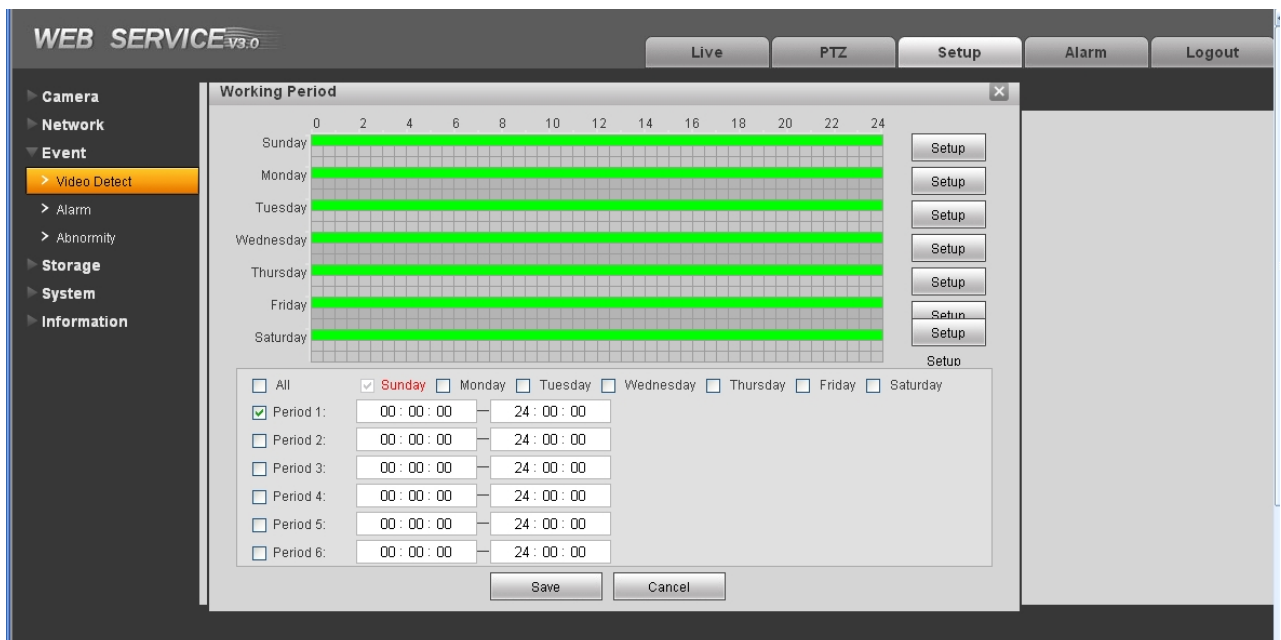 WEB SERVICE V3.0
Live PTZ Setup Alarm Logout
Camera
Network
Event
Video Detect
Alarm
Abnormity
Storage
System
Information
Working Period
0 2 4 6 8 10 12 14 16 18 20 22 24
Sunday Setup
Monday Setup
Tuesday Setup
Wednesday Setup
Thursday Setup
Friday Setup
Saturday Setup
Setup
All Sunday Monday Tuesday Wednesday Thursday Friday Saturday
Period 1: 00 : 00 : 00 — 24 : 00 : 00
Period 2: 00 : 00 : 00 — 24 : 00 : 00
Period 3: 00 : 00 : 00 — 24 : 00 : 00
Period 4: 00 : 00 : 00 — 24 : 00 : 00
Period 5: 00 : 00 : 00 — 24 : 00 : 00
Period 6: 00 : 00 : 00 — 24 : 00 : 00
Save Cancel